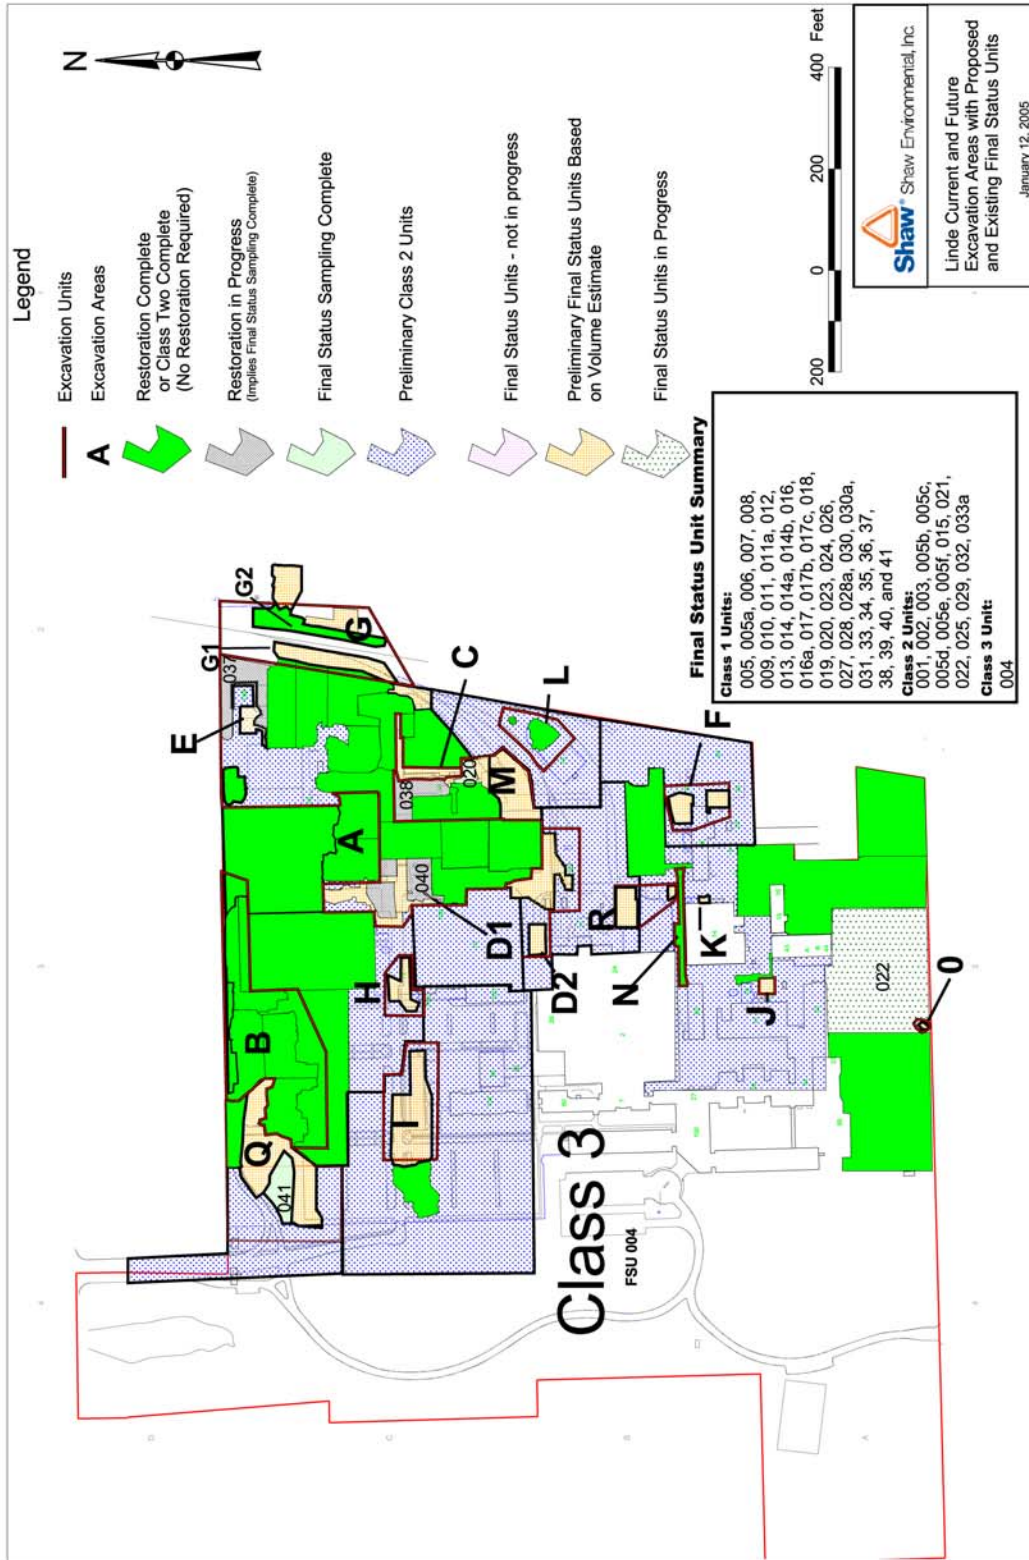 Legend
Excavation Units
A
Excavation Areas
Restoration Complete
or Class Two Complete
(No Restoration Required)
Restoration in Progress
(Implies Final Status Sampling Complete)
Final Status Sampling Complete
Preliminary Class 2 Units
Final Status Units - not in progress
Preliminary Final Status Units Based
on Volume Estimate
Final Status Units in Progress
N
200
0
200
400 Feet
Shaw® Shaw Environmental, Inc.
Linde Current and Future
Excavation Areas with Proposed
and Existing Final Status Units
January 12, 2005
Final Status Unit Summary
Class 1 Units:
005, 005a, 006, 007, 008,
009, 010, 011, 011a, 012,
013, 014, 014a, 014b, 016,
016a, 017, 017b, 017c, 018,
019, 020, 023, 024, 026,
027, 028, 028a, 030, 030a,
031, 33, 34, 35, 36, 37,
38, 39, 40, and 41
Class 2 Units:
001, 002, 003, 005b, 005c,
005d, 005e, 005f, 015, 021,
022, 025, 029, 032, 033a
Class 3 Unit:
004
G2
G1
G
037
E
C
L
038
020
M
A
040
D1
F
B
H
D2
R
N
K
J
022
O
Q
041
I
Class 3
FSU 004